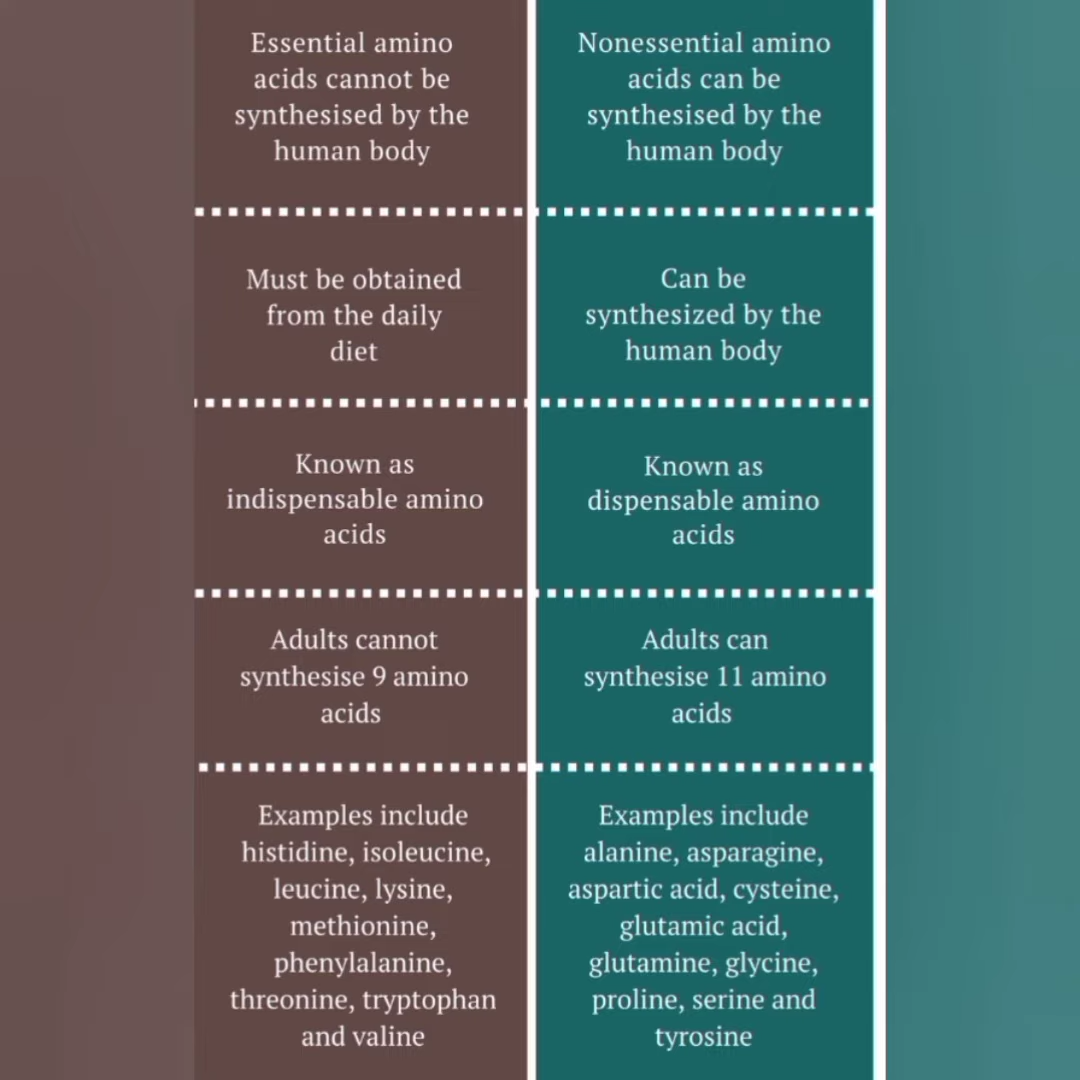 Essential amino
acids cannot be
synthesised by the
human body
Nonessential amino
acids can be
synthesised by the
human body
Must be obtained
from the daily
diet
Can be
synthesized by the
human body
Known as
indispensable amino
acids
Known as
dispensable amino
acids
Adults cannot
synthesise 9 amino
acids
Adults can
synthesise 11 amino
acids
Examples include
histidine, isoleucine,
leucine, lysine,
methionine,
phenylalanine,
threonine, tryptophan
and valine
Examples include
alanine, asparagine,
aspartic acid, cysteine,
glutamic acid,
glutamine, glycine,
proline, serine and
tyrosine